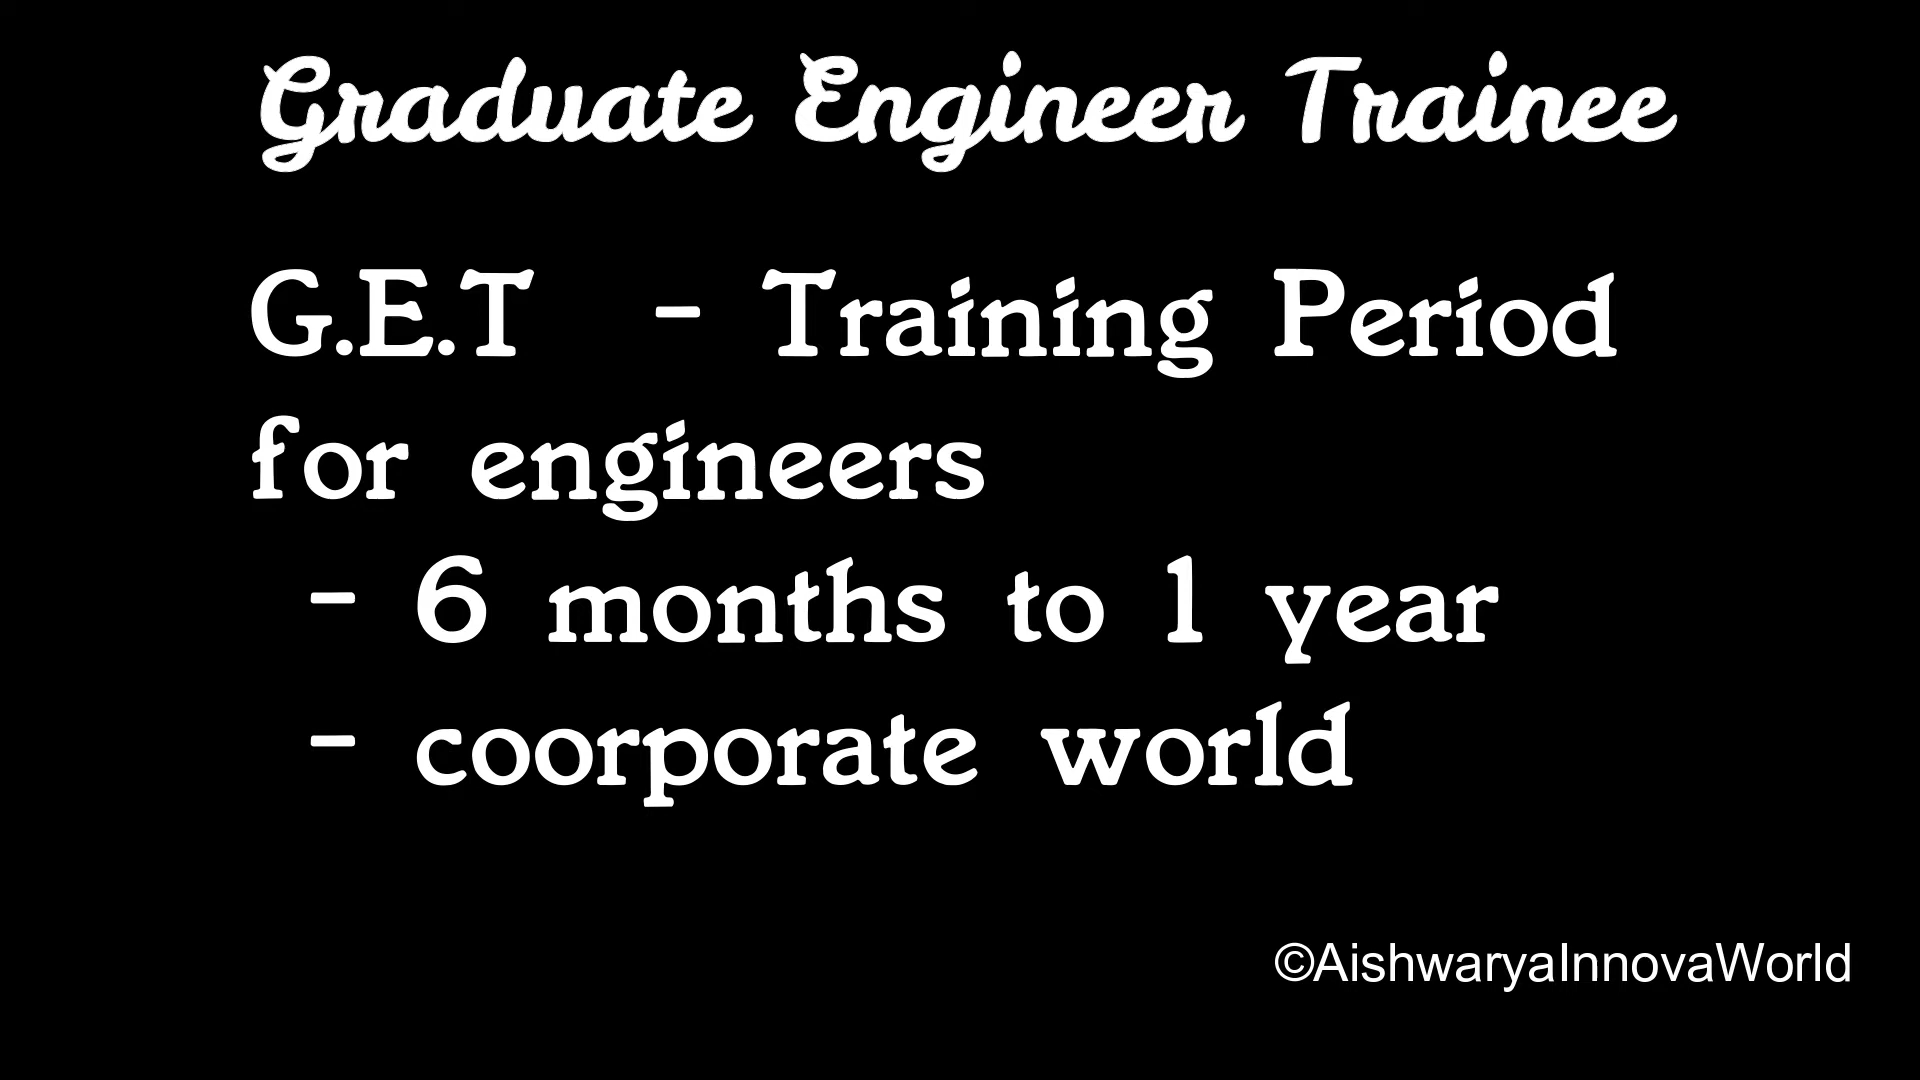 Graduate Engineer Trainee
G.E.T - Training Period
for engineers
- 6 months to 1 year
- coorporate world
©AishwaryaInnovaWorld